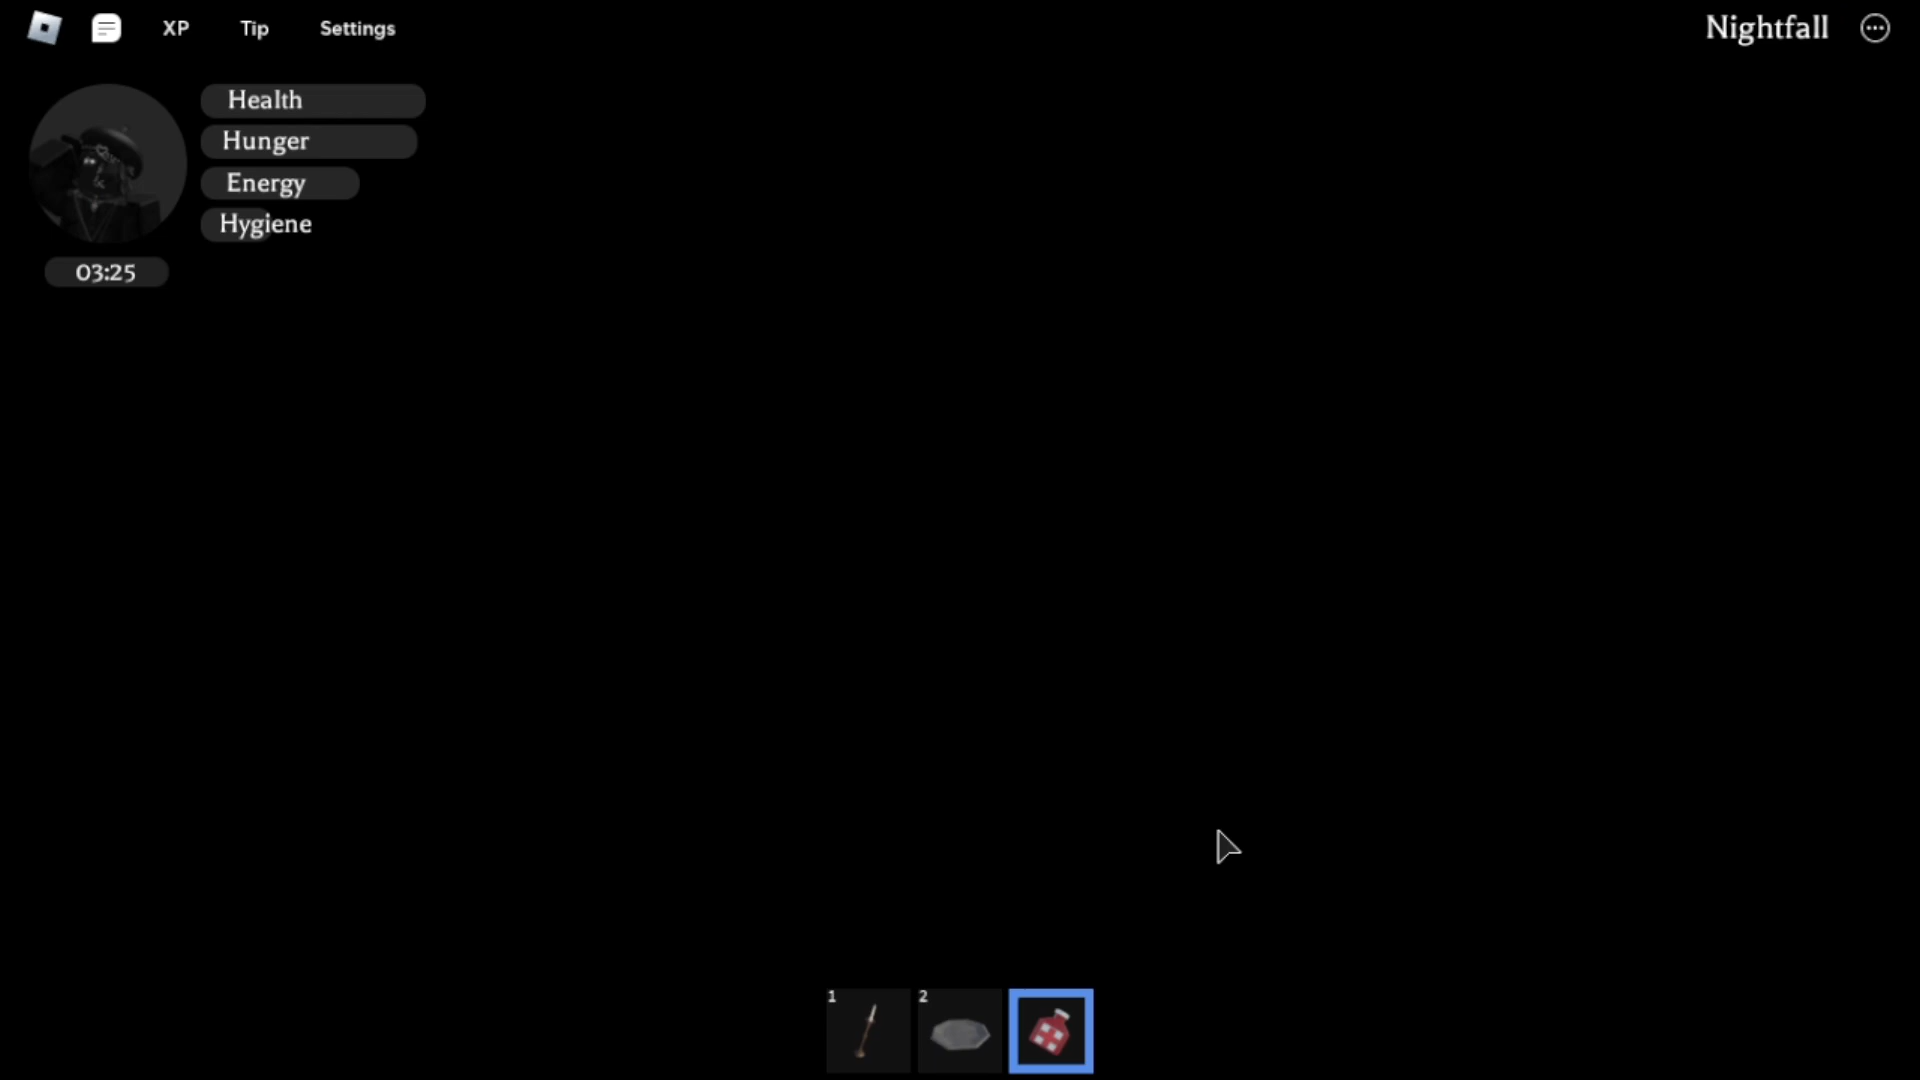 XP Tip Settings Nightfall
Health
Hunger
Energy
Hygiene
03:25
1 2